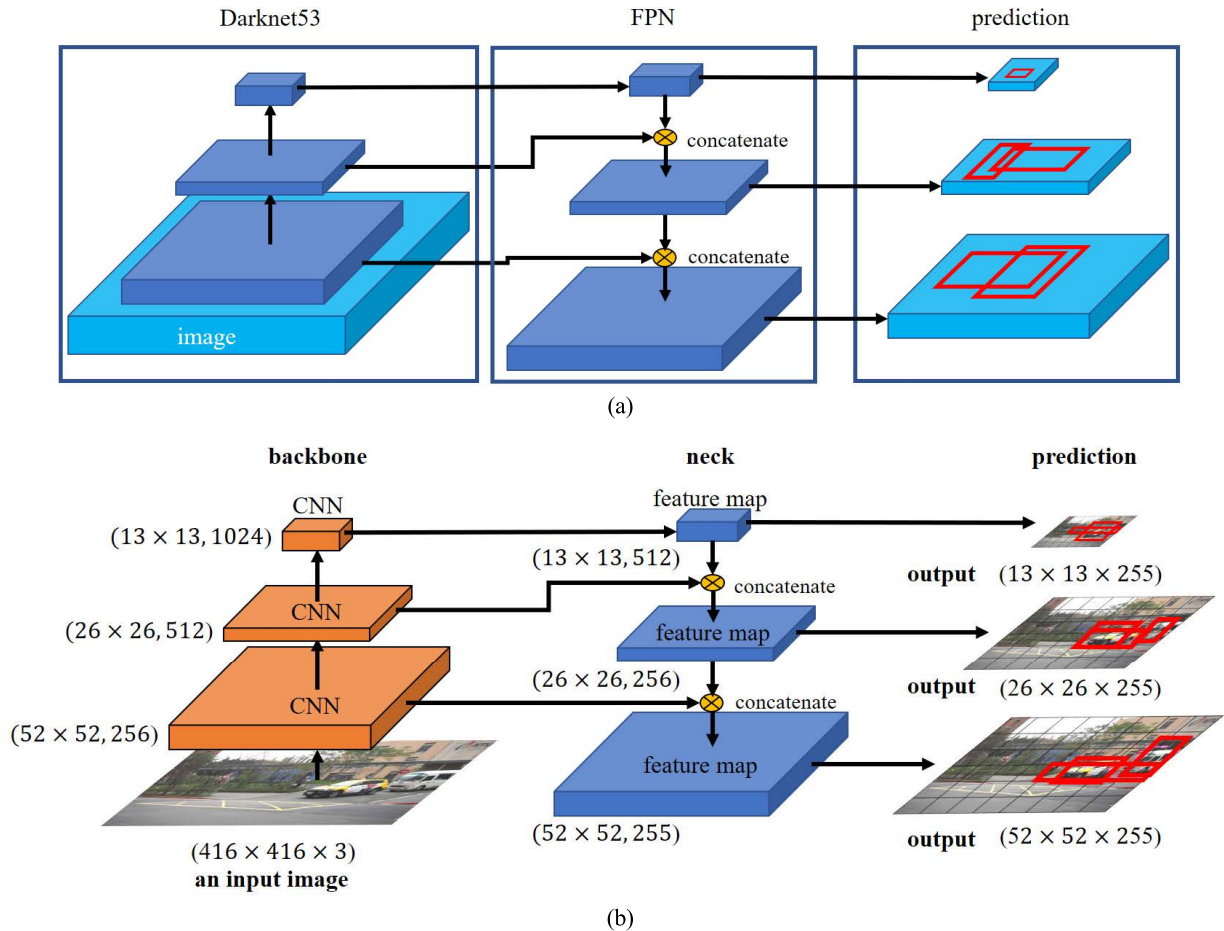 Darknet53 FPN prediction
concatenate
concatenate
image
(a)
backbone neck prediction
CNN feature map
(13 × 13, 1024)
(13 × 13, 512)
output (13 × 13 × 255)
concatenate
CNN
(26 × 26, 512)
feature map
(26 × 26, 256)
output (26 × 26 × 255)
CNN
concatenate
(52 × 52, 256)
feature map
(52 × 52, 255)
output (52 × 52 × 255)
(416 × 416 × 3)
an input image
(b)